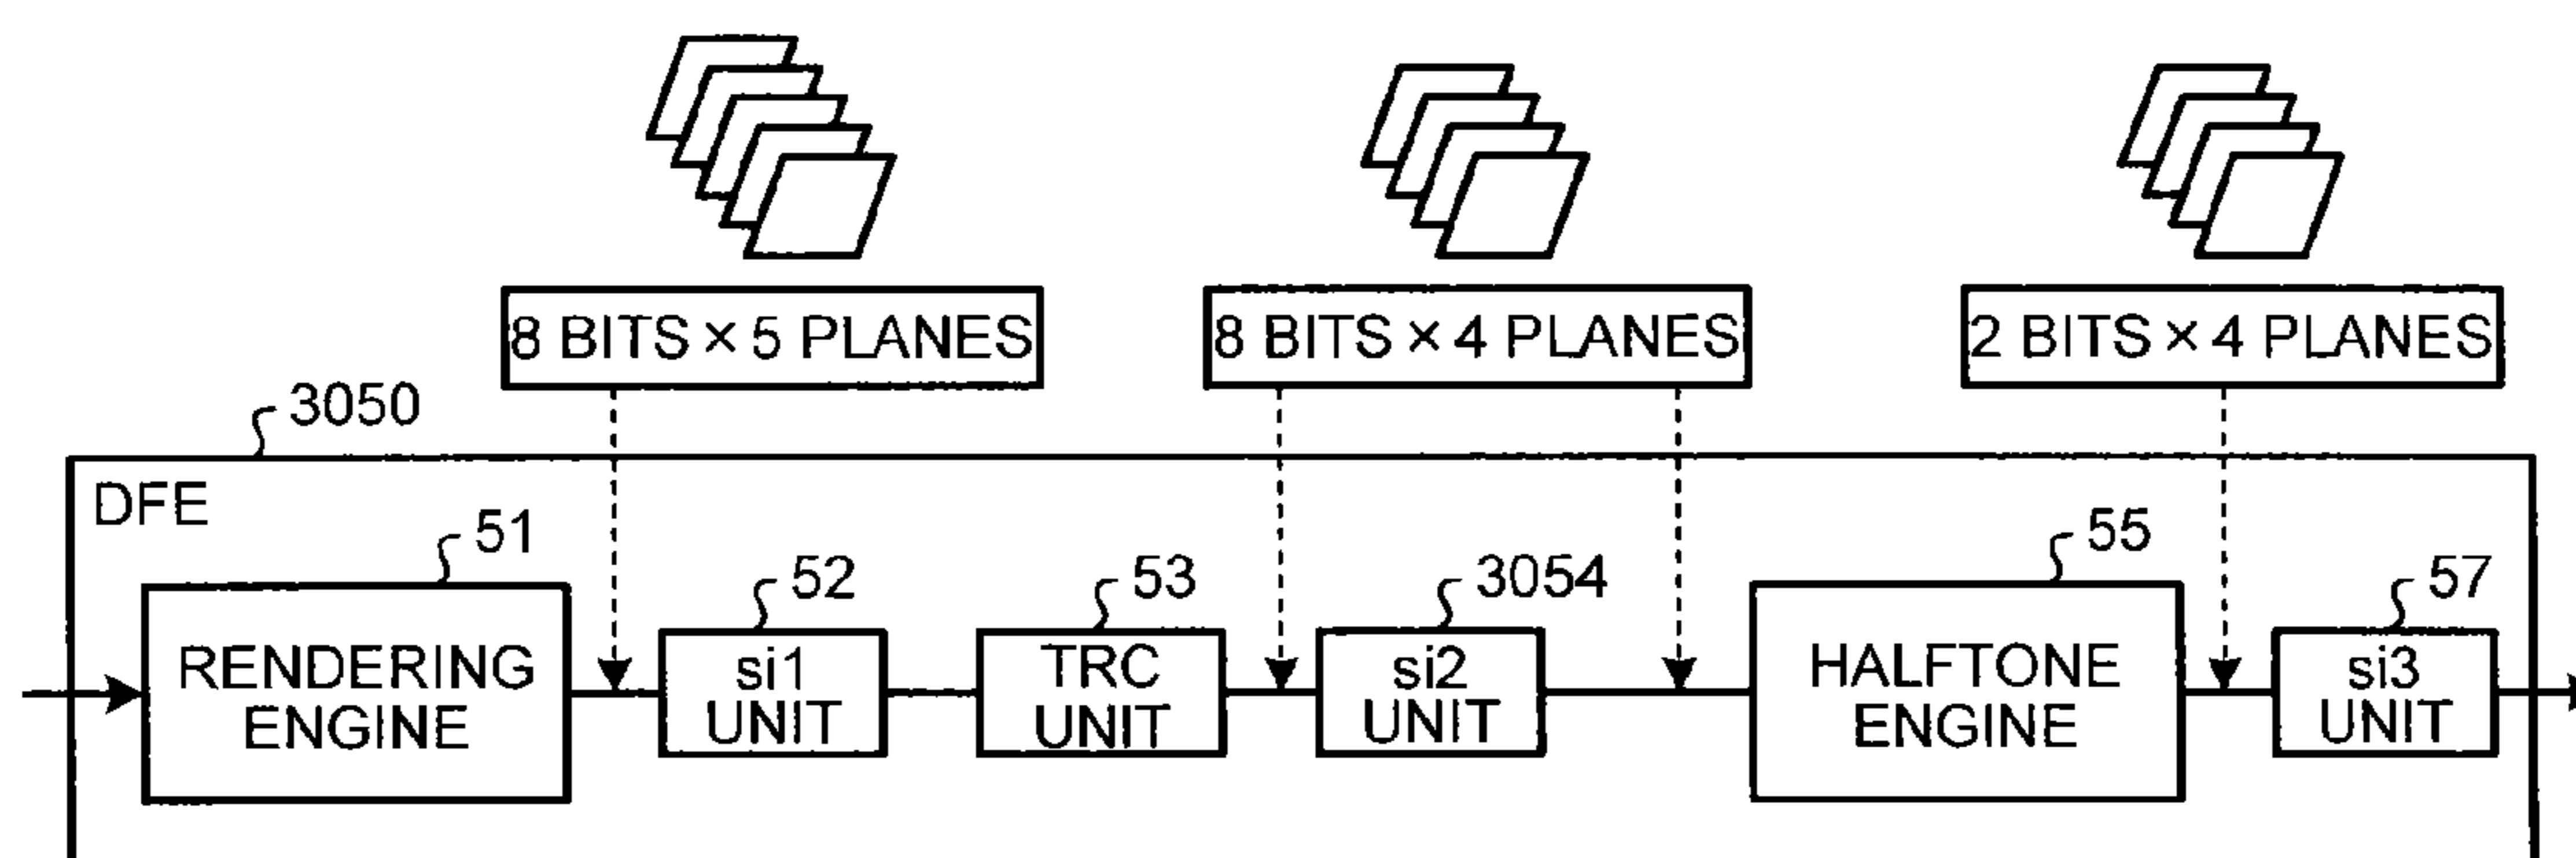 8 BITS × 5 PLANES
8 BITS × 4 PLANES
2 BITS × 4 PLANES
3050
DFE
51
52
53
3054
55
57
RENDERING
ENGINE
si1
UNIT
TRC
UNIT
si2
UNIT
HALFTONE
ENGINE
si3
UNIT